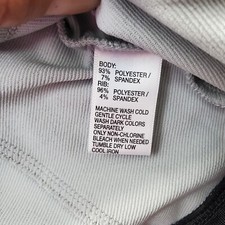 BODY:
93% POLYESTER /
7% SPANDEX
RIB:
96% POLYESTER /
4% SPANDEX
MACHINE WASH COLD
GENTLE CYCLE
WASH DARK COLORS
SEPARATELY
ONLY NON-CHLORINE
BLEACH WHEN NEEDED
TUMBLE DRY LOW
COOL IRON